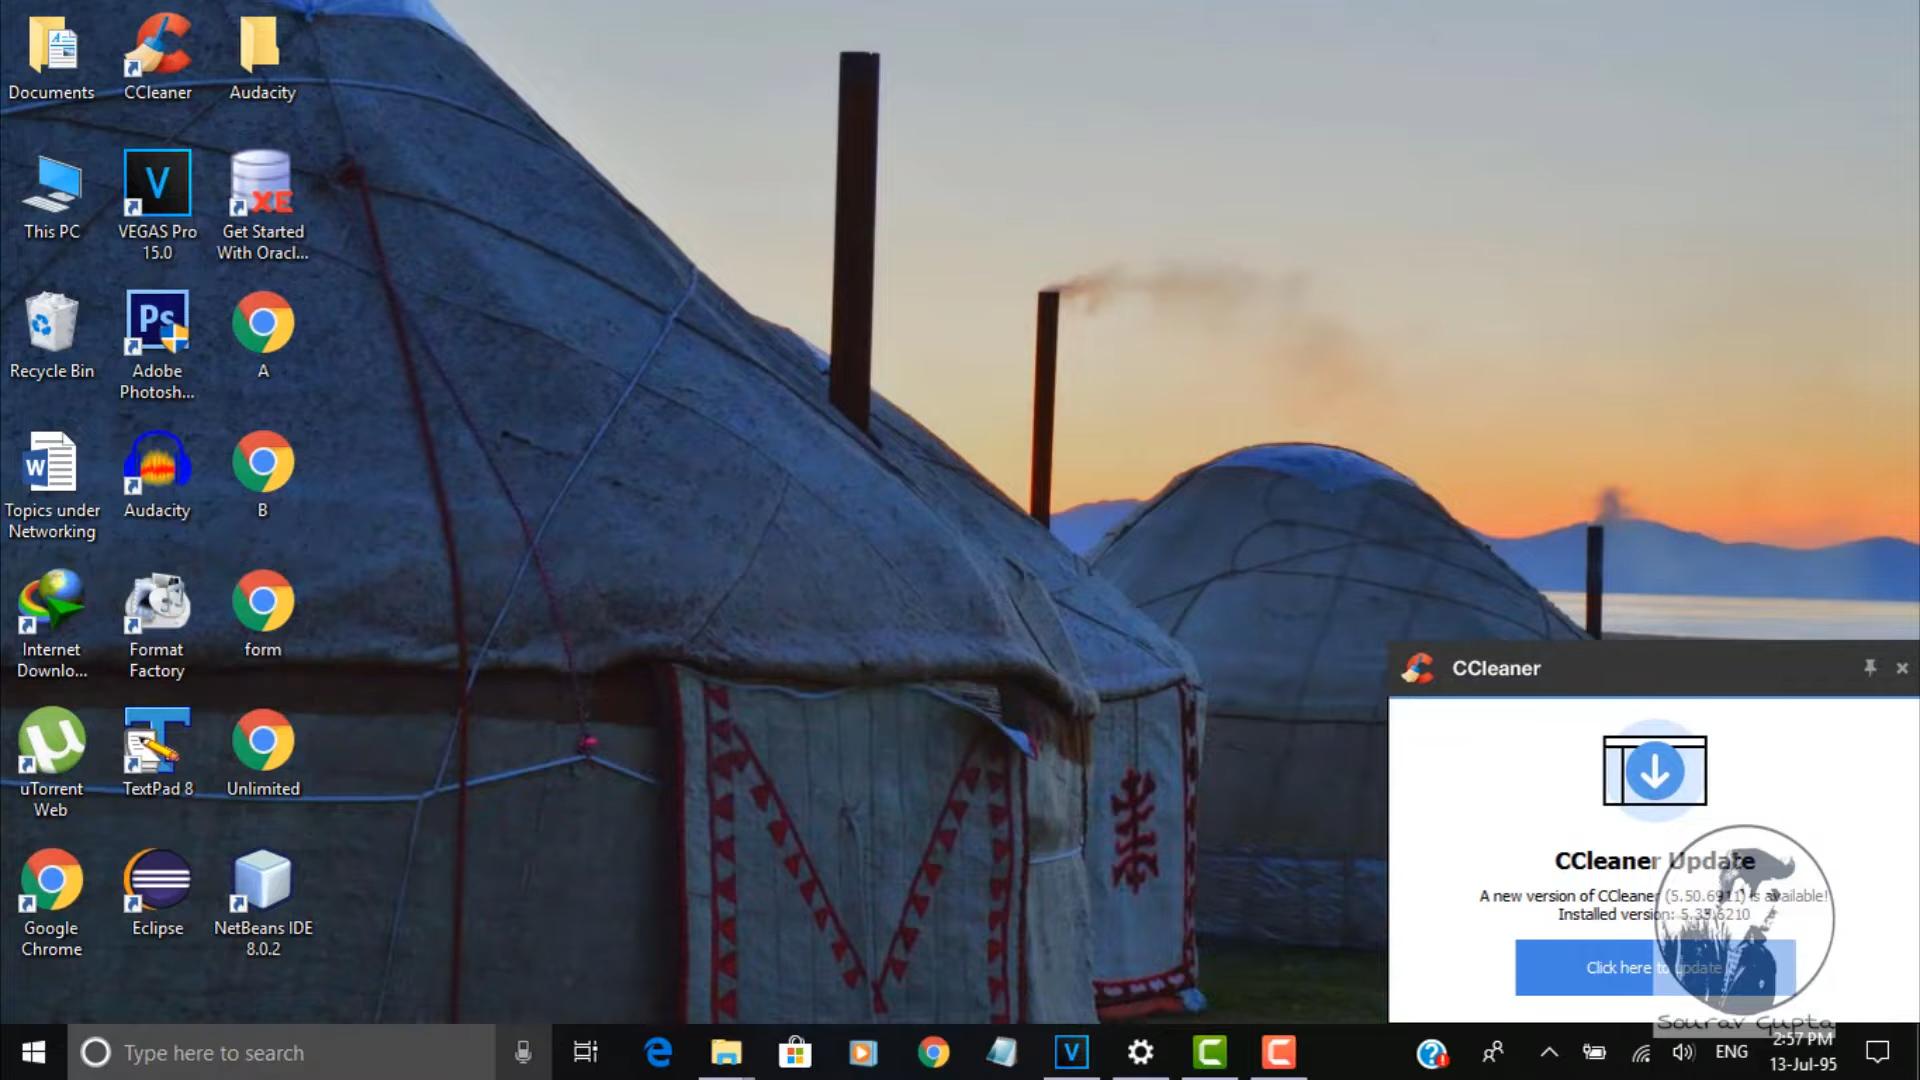 Documents
CCleaner
Audacity
This PC
VEGAS Pro
15.0
XE
Get Started
With Oracl...
Recycle Bin
Ps
Adobe
Photosh...
A
W
Topics under
Networking
Audacity
B
Internet
Downlo...
Format
Factory
form
uTorrent
Web
TextPad 8
Unlimited
Google
Chrome
Eclipse
NetBeans IDE
8.0.2
CCleaner
CCleaner Update
A new version of CCleaner (5.50.6911) is available!
Installed version: 5.35.6210
Click here to update
Sourav Gupta
Type here to search
ENG
2:57 PM
13-Jul-95